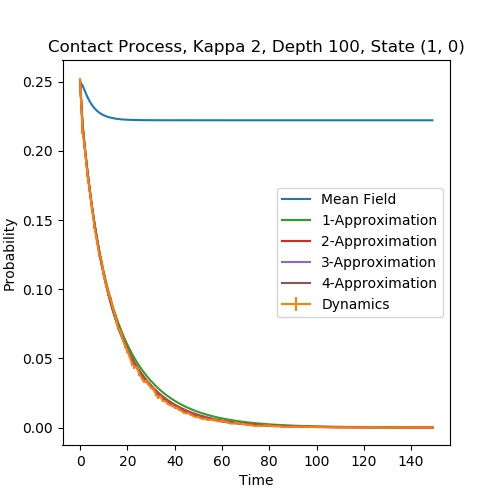 Contact Process, Kappa 2, Depth 100, State (1, 0)
0.25
0.20
0.15
0.10
0.05
0.00
Probability
Mean Field
1-Approximation
2-Approximation
3-Approximation
4-Approximation
Dynamics
0 20 40 60 80 100 120 140
Time